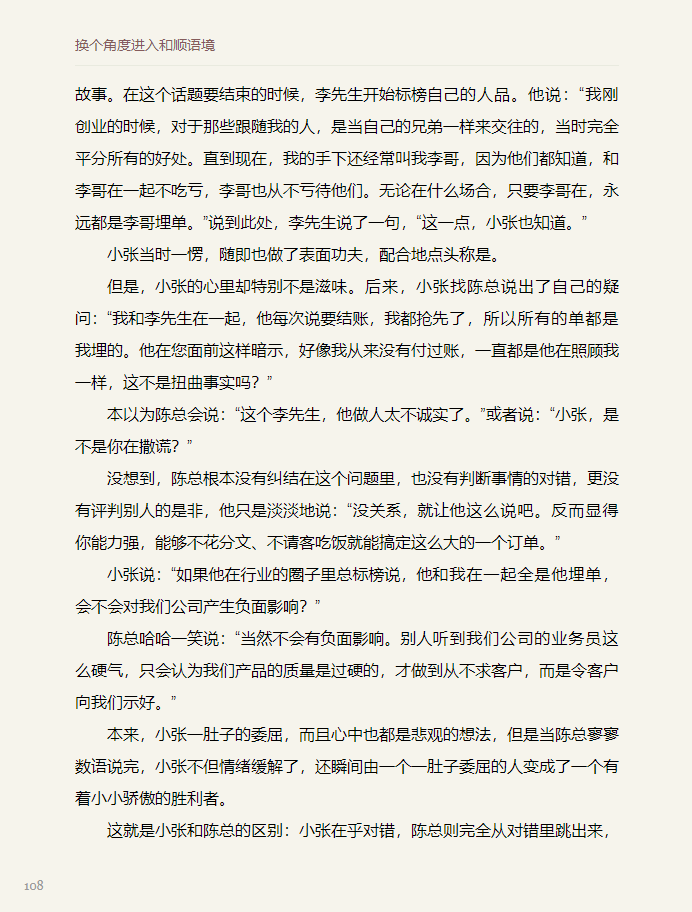 换个角度进入和顺语境
故事。在这个话题要结束的时候，李先生开始标榜自己的人品。他说：“我刚
创业的时候，对于那些跟随我的人，是当自己的兄弟一样来交往的，当时完全
平分所有的好处。直到现在，我的手下还经常叫我李哥，因为他们都知道，和
李哥在一起不吃亏，李哥也从不亏待他们。无论在什么场合，只要李哥在，永
远都是李哥埋单。”说到此处，李先生说了一句，“这一点，小张也知道。”
小张当时一愣，随即也做了表面功夫，配合地点头称是。
但是，小张的心里却特别不是滋味。后来，小张找陈总说出了自己的疑
问：“我和李先生在一起，他每次说要结账，我都抢先了，所以所有的单都是
我埋的。他在您面前这样暗示，好像我从来没有付过账，一直都是他在照顾我
一样，这不是扭曲事实吗？”
本以为陈总会说：“这个李先生，他做人太不诚实了。”或者说：“小张，是
不是你在撒谎？”
没想到，陈总根本没有纠结在这个问题里，也没有判断事情的对错，更没
有评判别人的是非，他只是淡淡地说：“没关系，就让他这么说吧。反而显得
你能力强，能够不花分文、不请客吃饭就能搞定这么大的一个订单。”
小张说：“如果他在行业的圈子里总标榜说，他和我在一起全是他埋单，
会不会对我们公司产生负面影响？”
陈总哈哈一笑说：“当然不会有负面影响。别人听到我们公司的业务员这
么硬气，只会认为我们产品的质量是过硬的，才做到从不求客户，而是令客户
向我们示好。”
本来，小张一肚子的委屈，而且心中也都是悲观的想法，但是当陈总寥寥
数语说完，小张不但情绪缓解了，还瞬间由一个一肚子委屈的人变成了一个有
着小小骄傲的胜利者。
这就是小张和陈总的区别：小张在乎对错，陈总则完全从对错里跳出来，
108